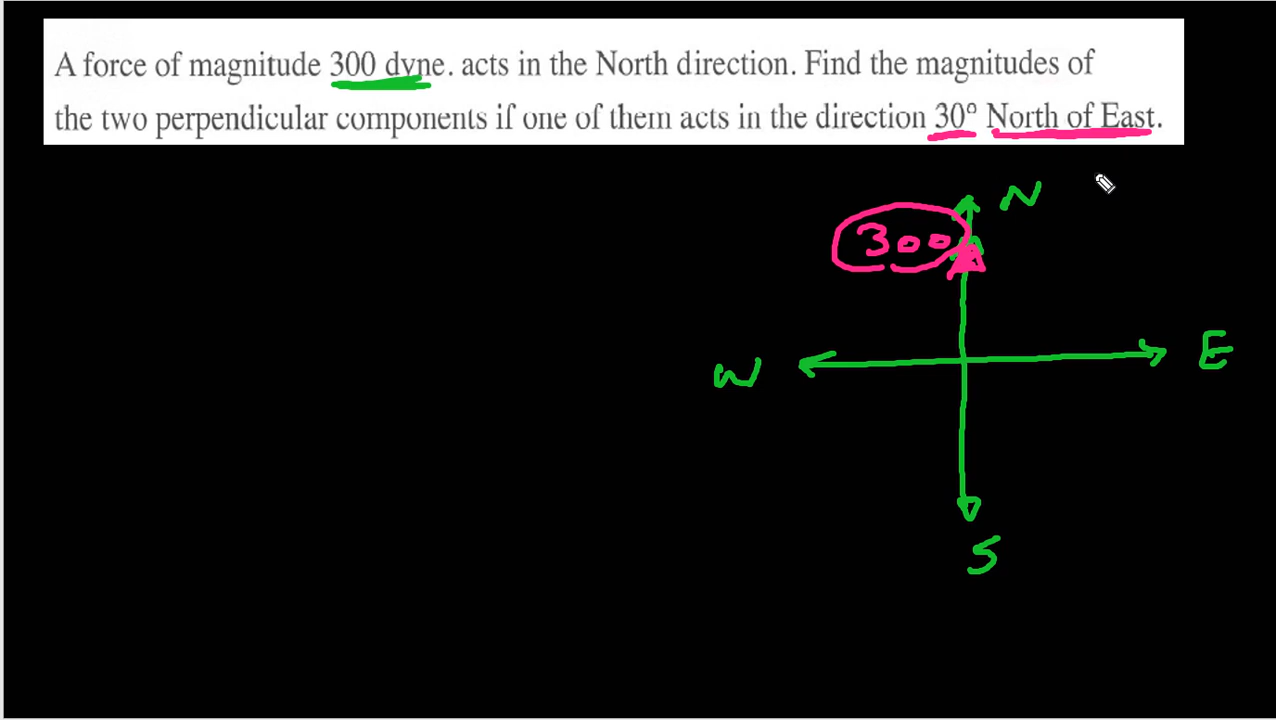 A force of magnitude 300 dyne. acts in the North direction. Find the magnitudes of
the two perpendicular components if one of them acts in the direction 30° North of East.
N
300
W
E
S